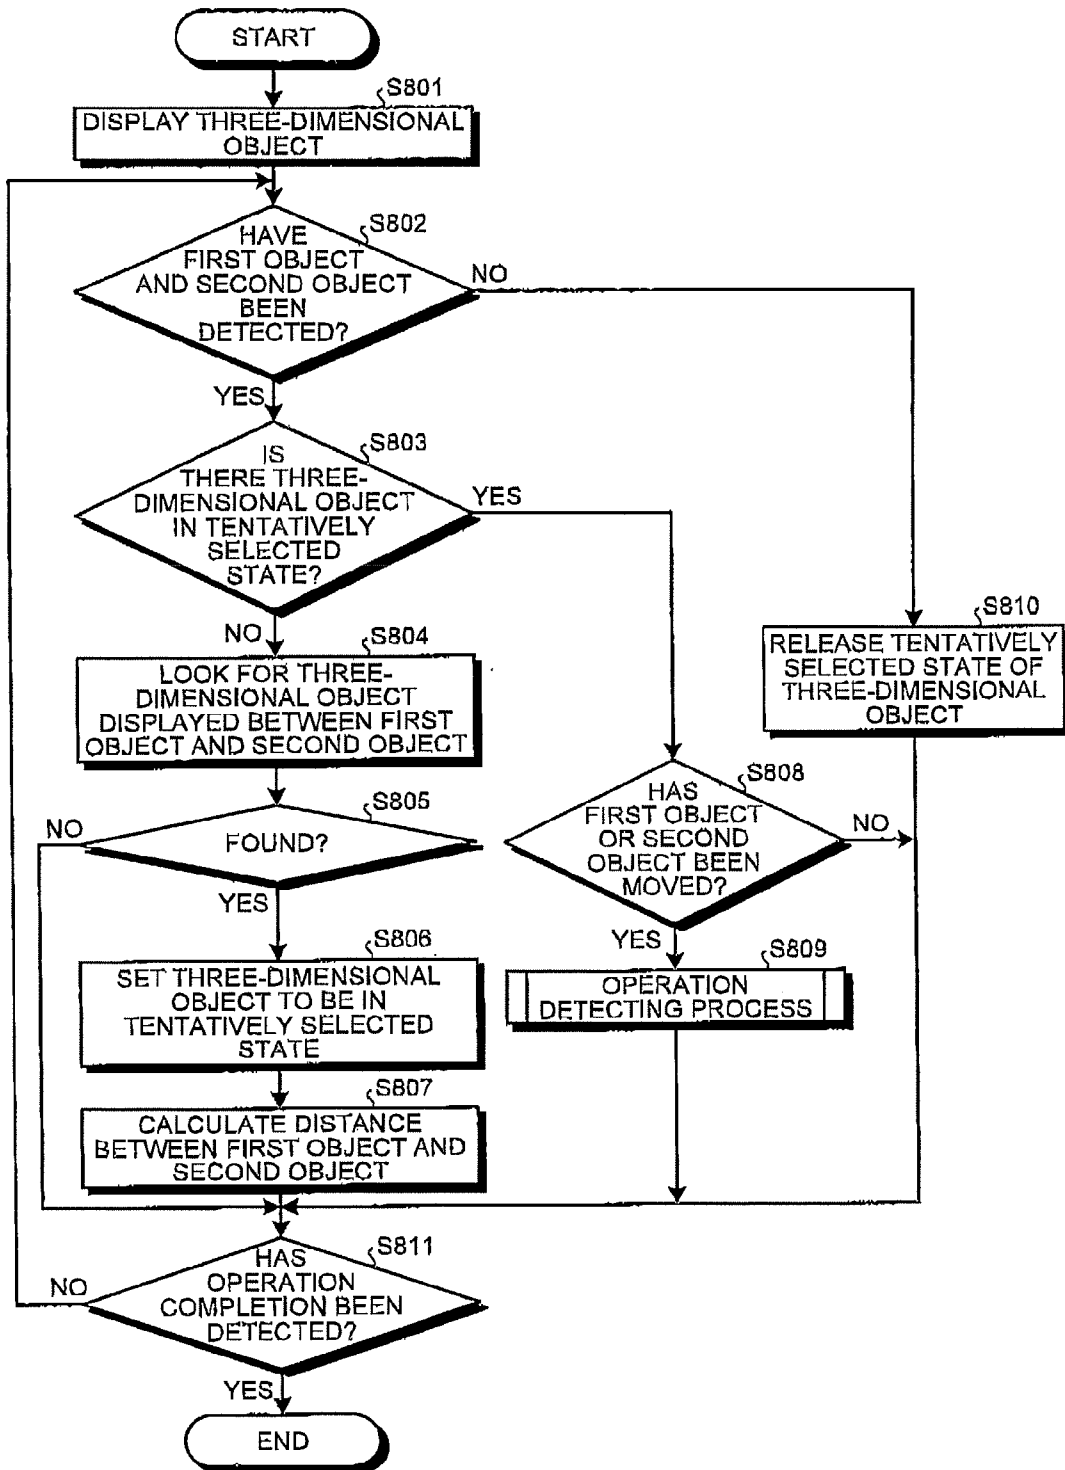 START
S801
DISPLAY THREE-DIMENSIONAL
OBJECT
S802
HAVE
FIRST OBJECT
AND SECOND OBJECT
BEEN
DETECTED?
NO
YES
S803
IS
THERE THREE-
DIMENSIONAL OBJECT
IN TENTATIVELY
SELECTED
STATE?
YES
NO
S804
LOOK FOR THREE-
DIMENSIONAL OBJECT
DISPLAYED BETWEEN FIRST
OBJECT AND SECOND OBJECT
S810
RELEASE TENTATIVELY
SELECTED STATE OF
THREE-DIMENSIONAL
OBJECT
S805
FOUND?
NO
YES
S808
HAS
FIRST OBJECT
OR SECOND
OBJECT BEEN
MOVED?
NO
YES
S806
SET THREE-DIMENSIONAL
OBJECT TO BE IN
TENTATIVELY SELECTED
STATE
S809
OPERATION
DETECTING PROCESS
S807
CALCULATE DISTANCE
BETWEEN FIRST OBJECT AND
SECOND OBJECT
S811
HAS
OPERATION
COMPLETION BEEN
DETECTED?
NO
YES
END